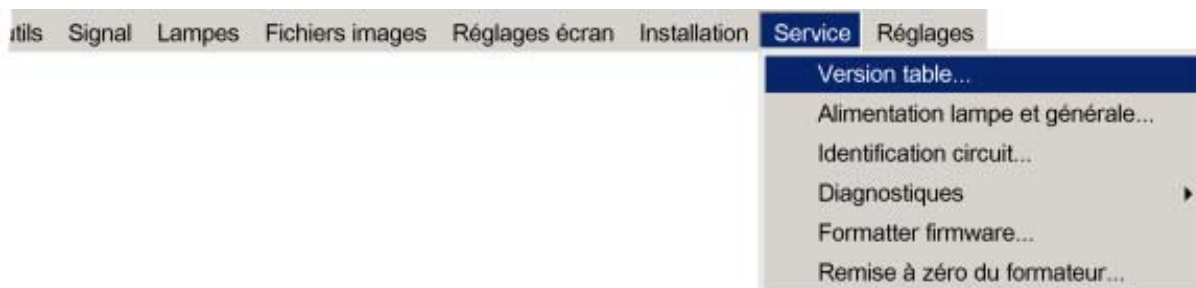 Signal Lampes Fichiers images Réglages écran Installation Service Réglages
Version table...
Alimentation lampe et générale...
Identification circuit...
Diagnostiques
Formatter firmware...
Remise à zéro du formateur...